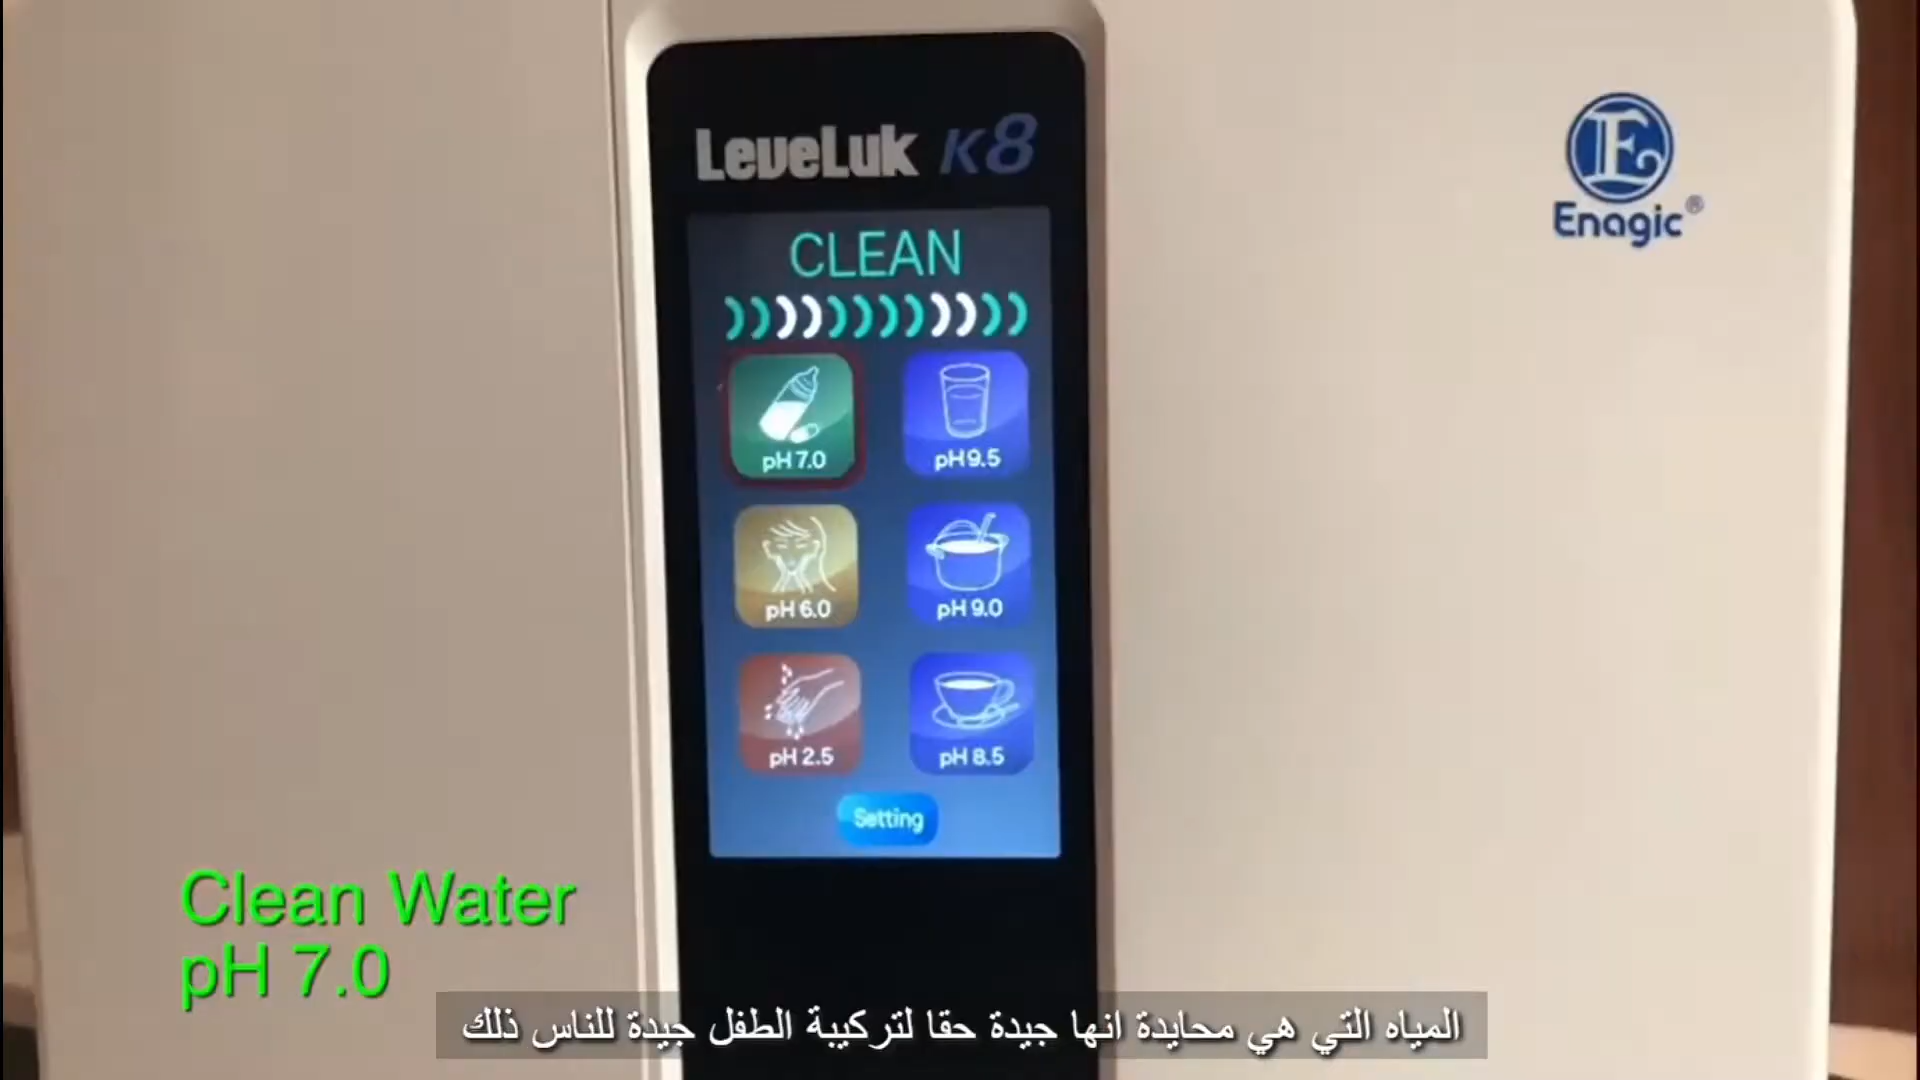 LeveLuk K8
Enagic®
CLEAN
pH 7.0
pH 9.5
pH 6.0
pH 9.0
pH 2.5
pH 8.5
Setting
Clean Water
pH 7.0
المياه التي هي محايدة انها جيدة حقا لتركيبة الطفل جيدة للناس ذلك